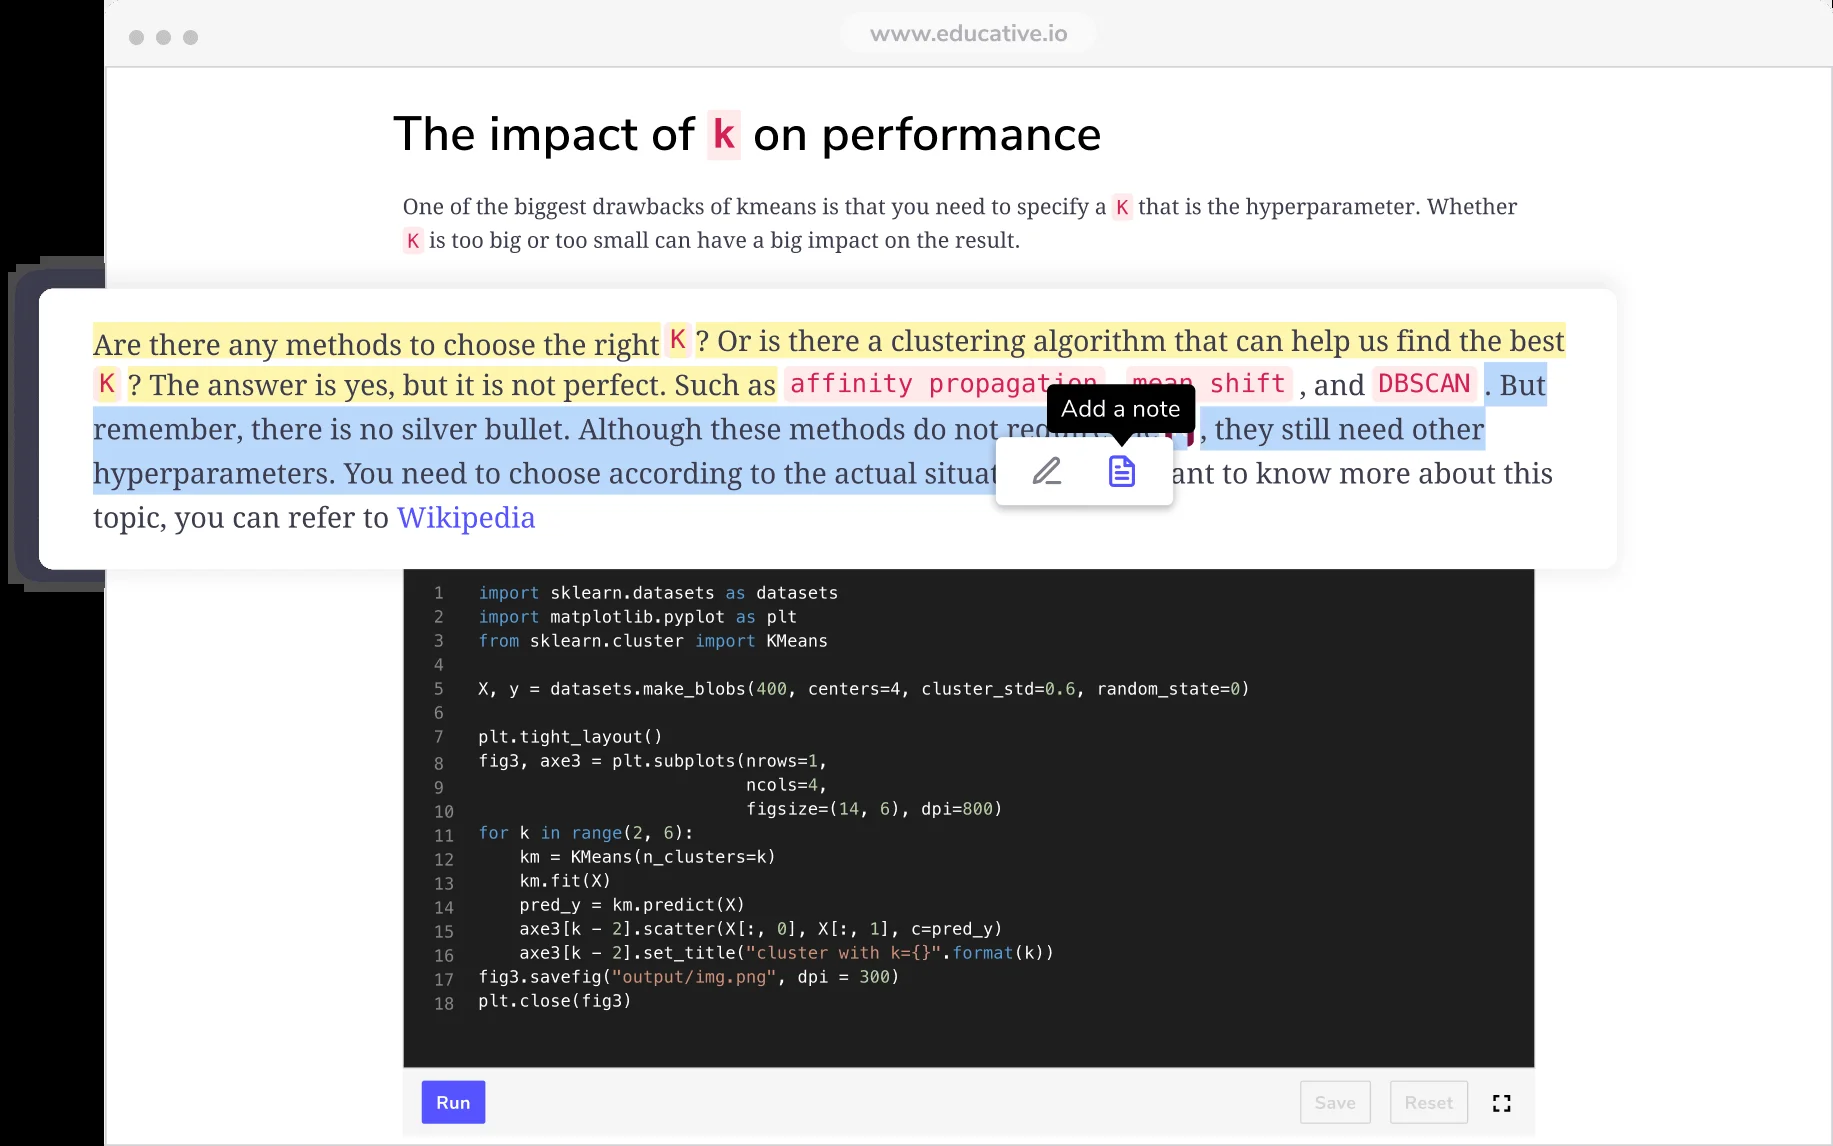 www.educative.io
The impact of k on performance
One of the biggest drawbacks of kmeans is that you need to specify a K that is the hyperparameter. Whether
K is too big or too small can have a big impact on the result.
Are there any methods to choose the right K ? Or is there a clustering algorithm that can help us find the best
K ? The answer is yes, but it is not perfect. Such as affinity propagation, mean shift , and DBSCAN . But
Add a note
remember, there is no silver bullet. Although these methods do not , they still need other
hyperparameters. You need to choose according to the actual to know more about this
topic, you can refer to Wikipedia
1 import sklearn.datasets as datasets
2 import matplotlib.pyplot as plt
3 from sklearn.cluster import KMeans
4
5 X, y = datasets.make_blobs(400, centers=4, cluster_std=0.6, random_state=0)
6
7 plt.tight_layout()
8 fig3, axe3 = plt.subplots(nrows=1,
9 ncols=4,
10 figsize=(14, 6), dpi=800)
11 for k in range(2, 6):
12 km = KMeans(n_clusters=k)
13 km.fit(X)
14 pred_y = km.predict(X)
15 axe3[k - 2].scatter(X[:, 0], X[:, 1], c=pred_y)
16 axe3[k - 2].set_title("cluster with k={}".format(k))
17 fig3.savefig("output/img.png", dpi = 300)
18 plt.close(fig3)
Run
Save
Reset